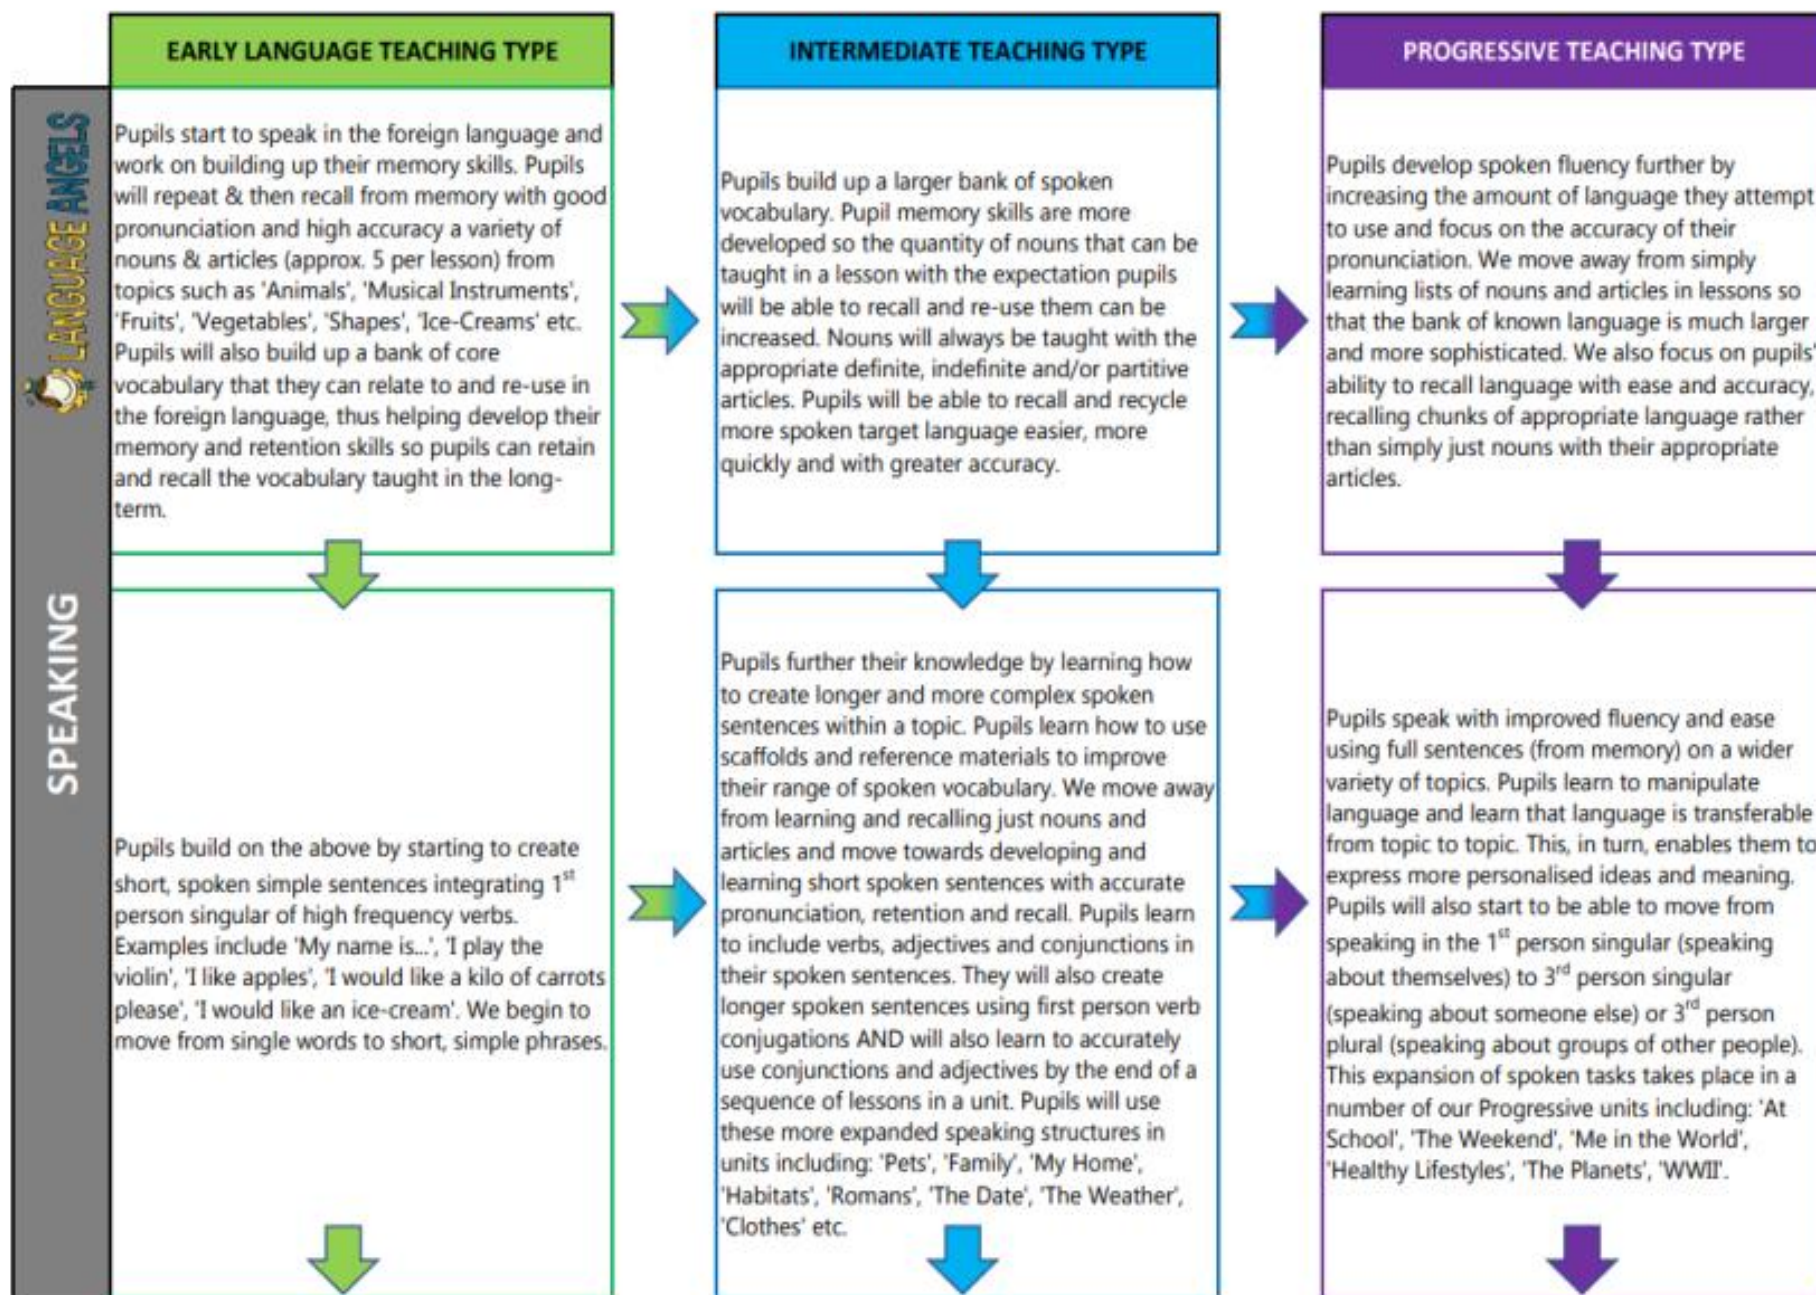 EARLY LANGUAGE TEACHING TYPE
INTERMEDIATE TEACHING TYPE
PROGRESSIVE TEACHING TYPE
LANGUAGE ANGELS
SPEAKING
Pupils start to speak in the foreign language and
work on building up their memory skills. Pupils
will repeat & then recall from memory with good
pronunciation and high accuracy a variety of
nouns & articles (approx. 5 per lesson) from
topics such as 'Animals', 'Musical Instruments',
'Fruits', 'Vegetables', 'Shapes', 'Ice-Creams' etc.
Pupils will also build up a bank of core
vocabulary that they can relate to and re-use in
the foreign language, thus helping develop their
memory and retention skills so pupils can retain
and recall the vocabulary taught in the long-
term.
Pupils build up a larger bank of spoken
vocabulary. Pupil memory skills are more
developed so the quantity of nouns that can be
taught in a lesson with the expectation pupils
will be able to recall and re-use them can be
increased. Nouns will always be taught with the
appropriate definite, indefinite and/or partitive
articles. Pupils will be able to recall and recycle
more spoken target language easier, more
quickly and with greater accuracy.
Pupils develop spoken fluency further by
increasing the amount of language they attempt
to use and focus on the accuracy of their
pronunciation. We move away from simply
learning lists of nouns and articles in lessons so
that the bank of known language is much larger
and more sophisticated. We also focus on pupils'
ability to recall language with ease and accuracy,
recalling chunks of appropriate language rather
than simply just nouns with their appropriate
articles.
Pupils build on the above by starting to create
short, spoken simple sentences integrating 1st
person singular of high frequency verbs.
Examples include 'My name is...', 'I play the
violin', 'I like apples', 'I would like a kilo of carrots
please', 'I would like an ice-cream'. We begin to
move from single words to short, simple phrases.
Pupils further their knowledge by learning how
to create longer and more complex spoken
sentences within a topic. Pupils learn how to use
scaffolds and reference materials to improve
their range of spoken vocabulary. We move away
from learning and recalling just nouns and
articles and move towards developing and
learning short spoken sentences with accurate
pronunciation, retention and recall. Pupils learn
to include verbs, adjectives and conjunctions in
their spoken sentences. They will also create
longer spoken sentences using first person verb
conjugations AND will also learn to accurately
use conjunctions and adjectives by the end of a
sequence of lessons in a unit. Pupils will use
these more expanded speaking structures in
units including: 'Pets', 'Family', 'My Home',
'Habitats', 'Romans', 'The Date', 'The Weather',
'Clothes' etc.
Pupils speak with improved fluency and ease
using full sentences (from memory) on a wider
variety of topics. Pupils learn to manipulate
language and learn that language is transferable
from topic to topic. This, in turn, enables them to
express more personalised ideas and meaning.
Pupils will also start to be able to move from
speaking in the 1st person singular (speaking
about themselves) to 3rd person singular
(speaking about someone else) or 3rd person
plural (speaking about groups of other people).
This expansion of spoken tasks takes place in a
number of our Progressive units including: 'At
School', 'The Weekend', 'Me in the World',
'Healthy Lifestyles', 'The Planets', 'WWII'.